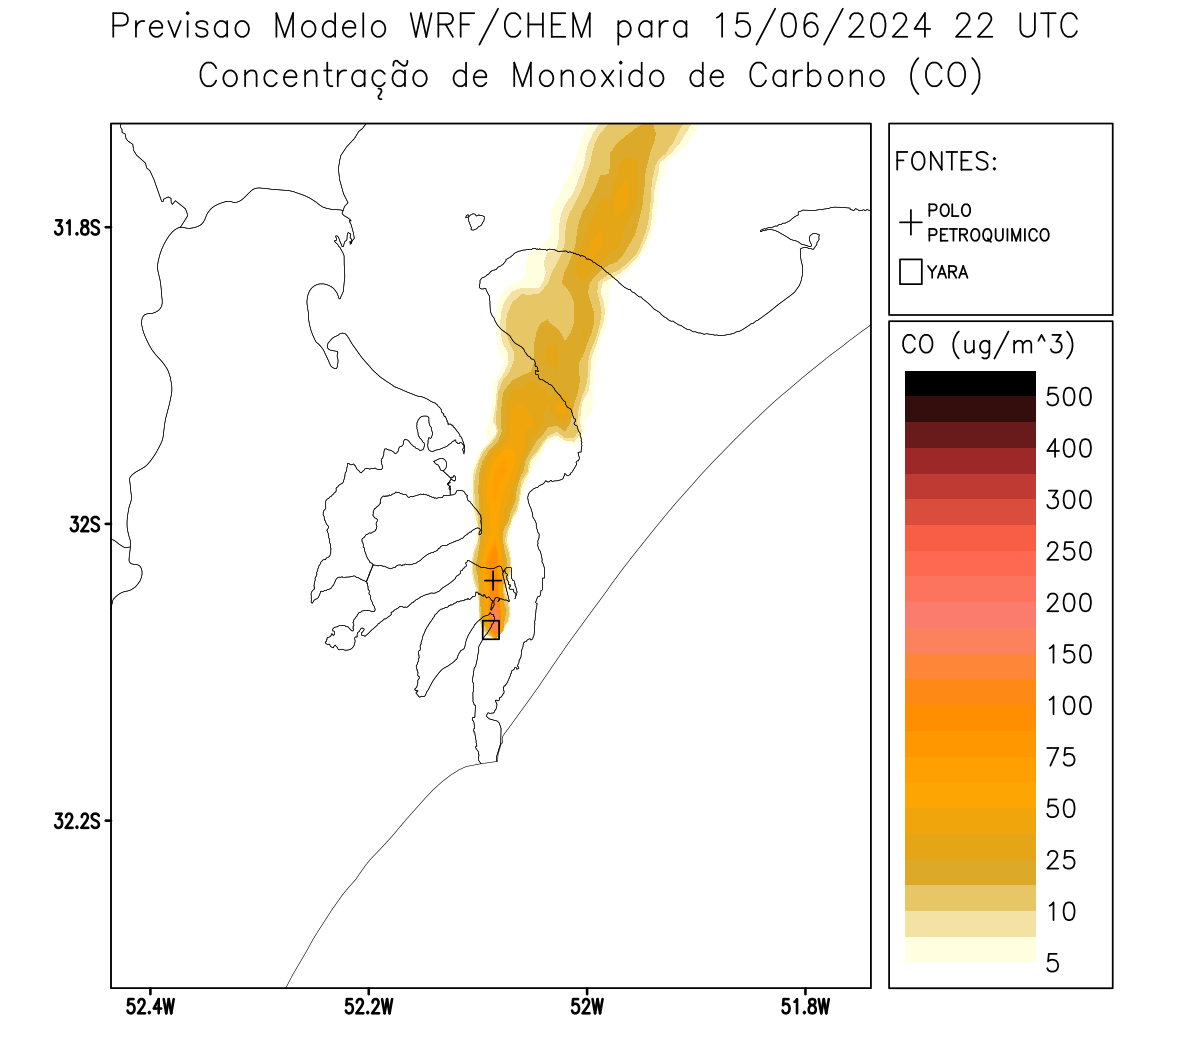 Previsao Modelo WRF/CHEM para 15/06/2024 22 UTC
Concentração de Monoxido de Carbono (CO)
FONTES:
POLO
PETROQUIMICO
YARA
CO (ug/m^3)
500
400
300
250
200
150
100
75
50
25
10
5
31.8S
32S
32.2S
52.4W
52.2W
52W
51.8W